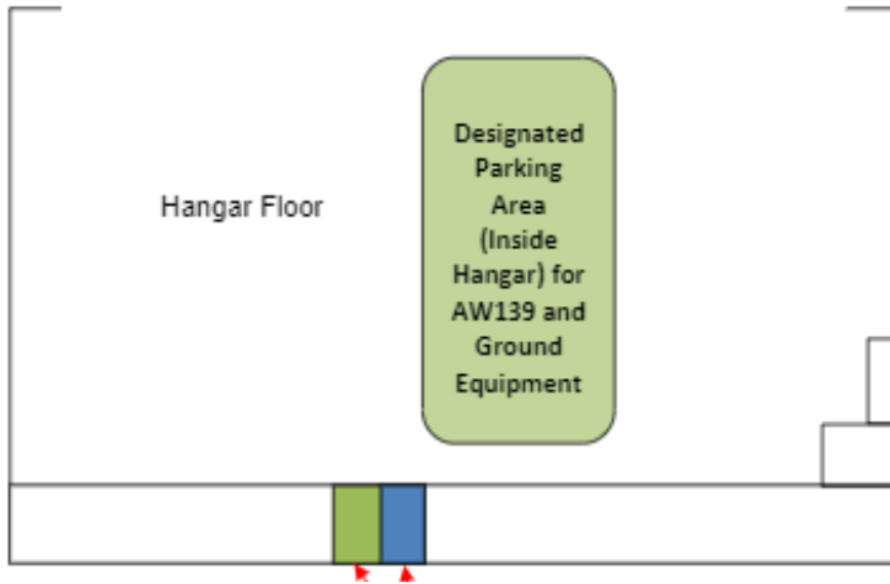 Hangar Floor
Designated
Parking
Area
(Inside
Hangar) for
AW139 and
Ground
Equipment